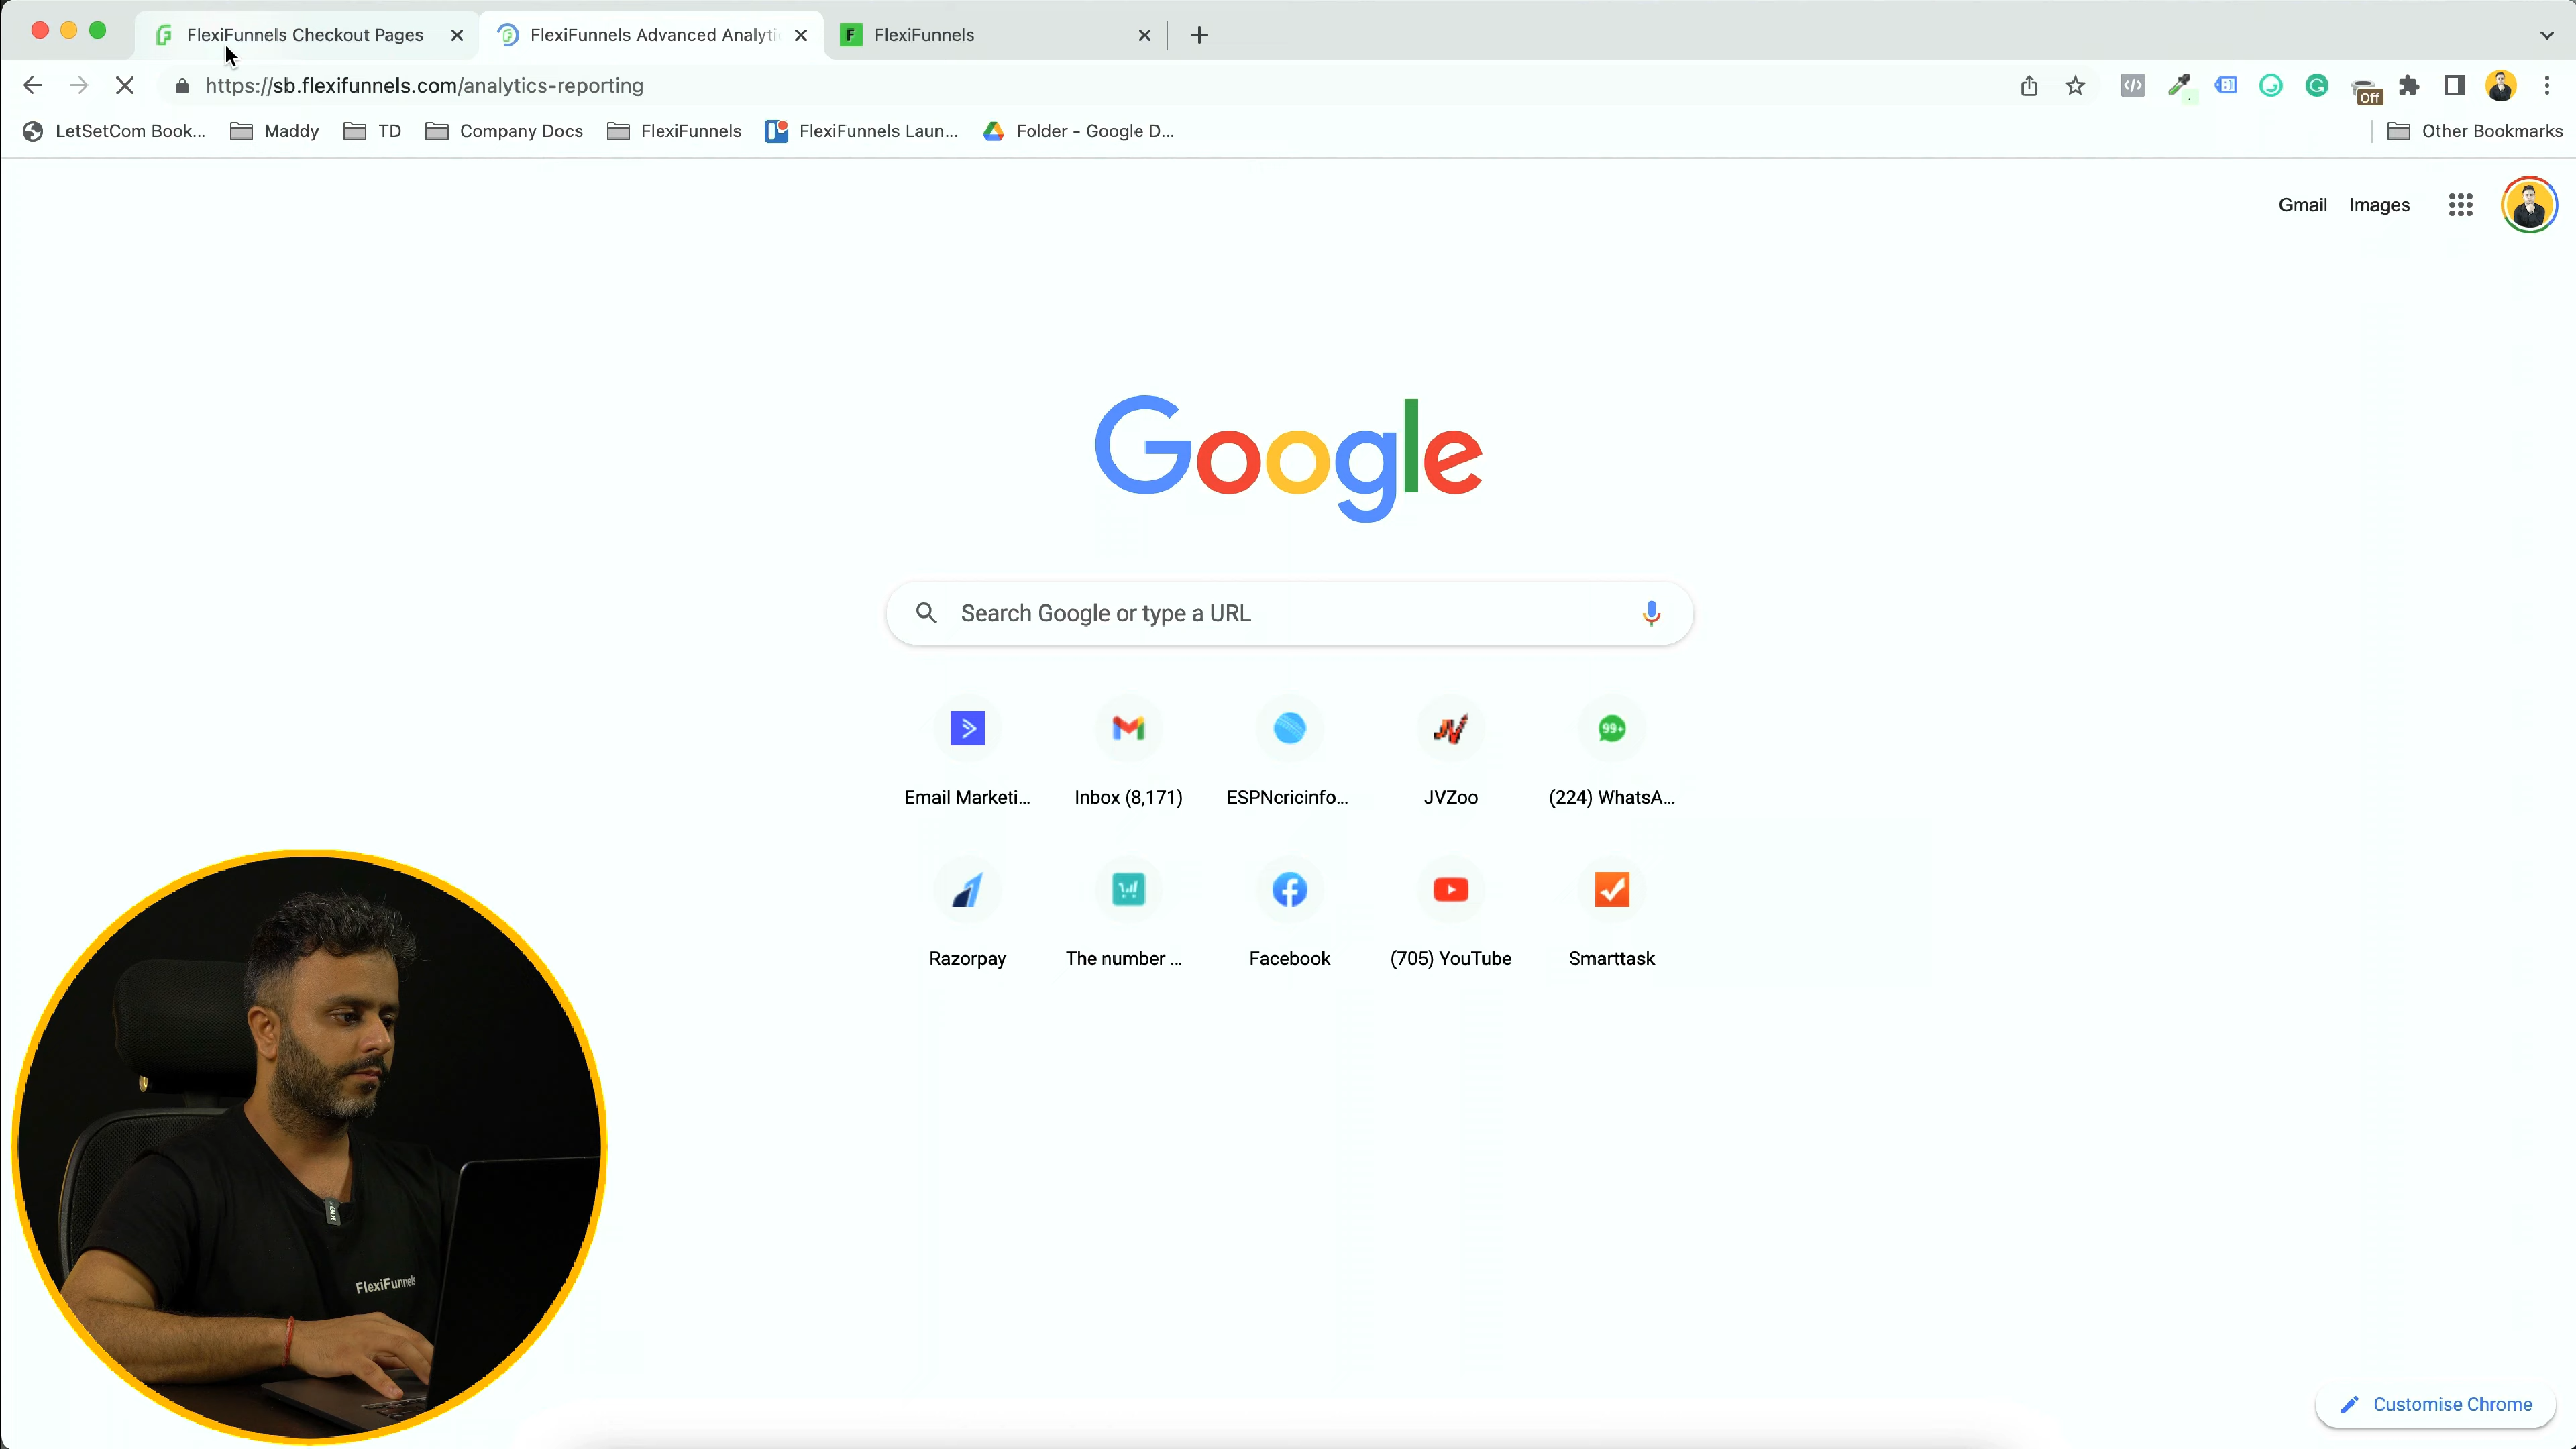 FlexiFunnels Checkout Pages
FlexiFunnels Advanced Analyti
FlexiFunnels
https://sb.flexifunnels.com/analytics-reporting
Off
LetSetCom Book...
Maddy
TD
Company Docs
FlexiFunnels
FlexiFunnels Laun...
Folder - Google D...
Other Bookmarks
Gmail
Images
Google
Search Google or type a URL
99+
Email Marketi...
Inbox (8,171)
ESPNcricinfo...
JVZoo
(224) WhatsA...
Razorpay
The number ...
Facebook
(705) YouTube
Smarttask
FlexiFunnels
Customise Chrome